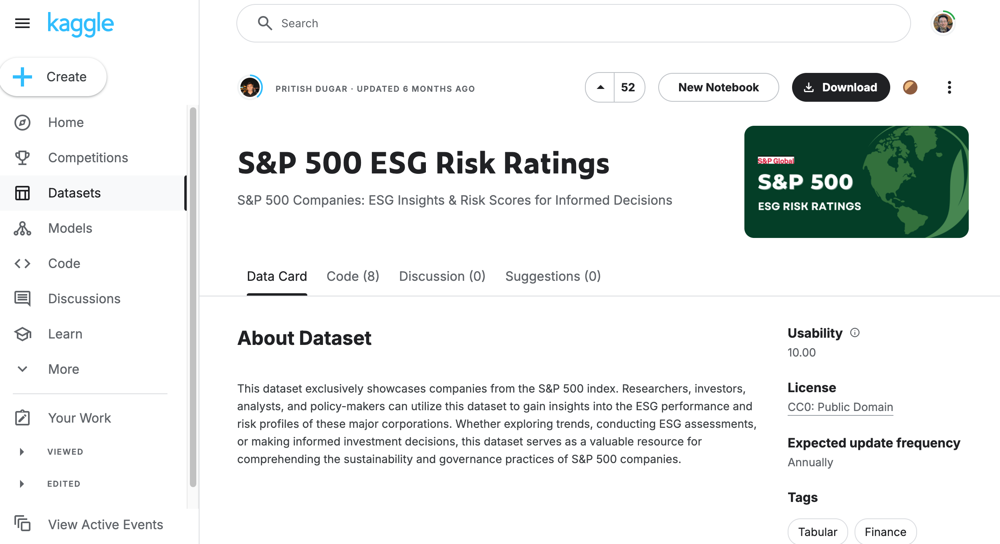 kaggle
Search
Create
Home
Competitions
Datasets
Models
Code
Discussions
Learn
More
Your Work
VIEWED
EDITED
View Active Events
PRITISH DUGAR · UPDATED 6 MONTHS AGO
52
New Notebook
Download
S&P 500 ESG Risk Ratings
S&P 500 Companies: ESG Insights & Risk Scores for Informed Decisions
S&P Global
S&P 500
ESG RISK RATINGS
Data Card
Code (8)
Discussion (0)
Suggestions (0)
About Dataset
This dataset exclusively showcases companies from the S&P 500 index. Researchers, investors,
analysts, and policy-makers can utilize this dataset to gain insights into the ESG performance and
risk profiles of these major corporations. Whether exploring trends, conducting ESG assessments,
or making informed investment decisions, this dataset serves as a valuable resource for
comprehending the sustainability and governance practices of S&P 500 companies.
Usability
10.00
License
CC0: Public Domain
Expected update frequency
Annually
Tags
Tabular
Finance